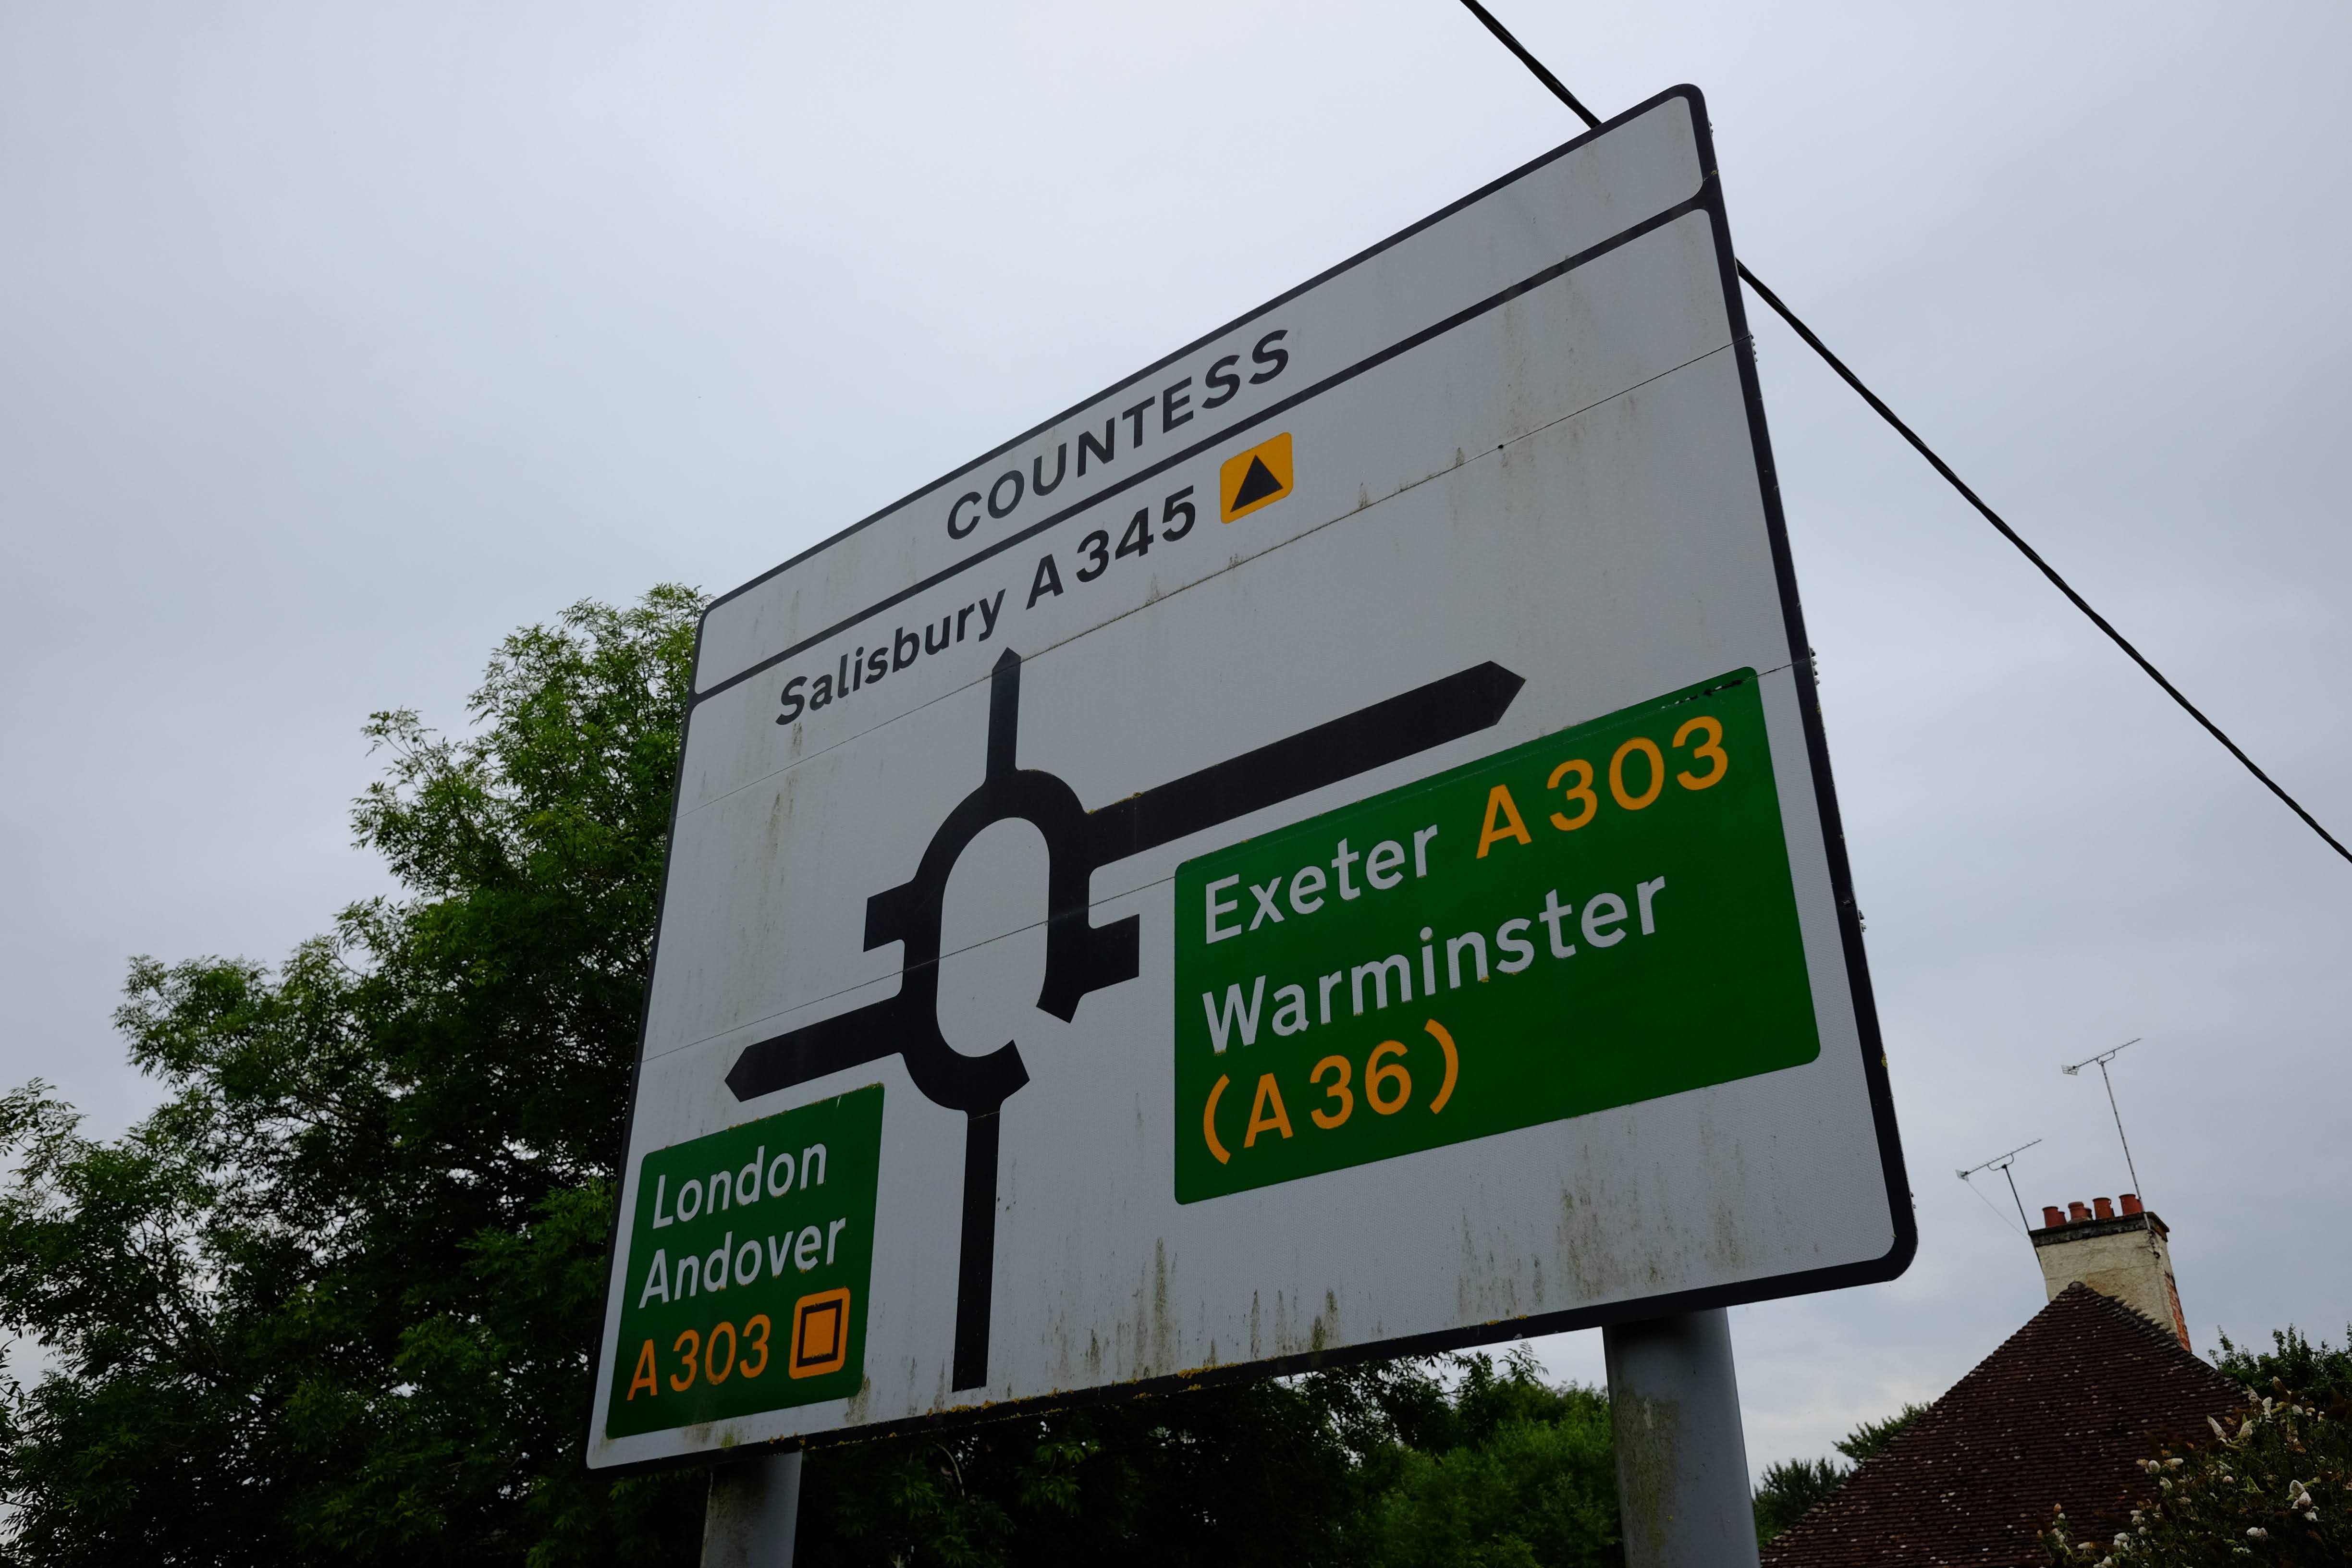 COUNTESS
Salisbury A345
Exeter A303
Warminster
(A36)
London
Andover
A303